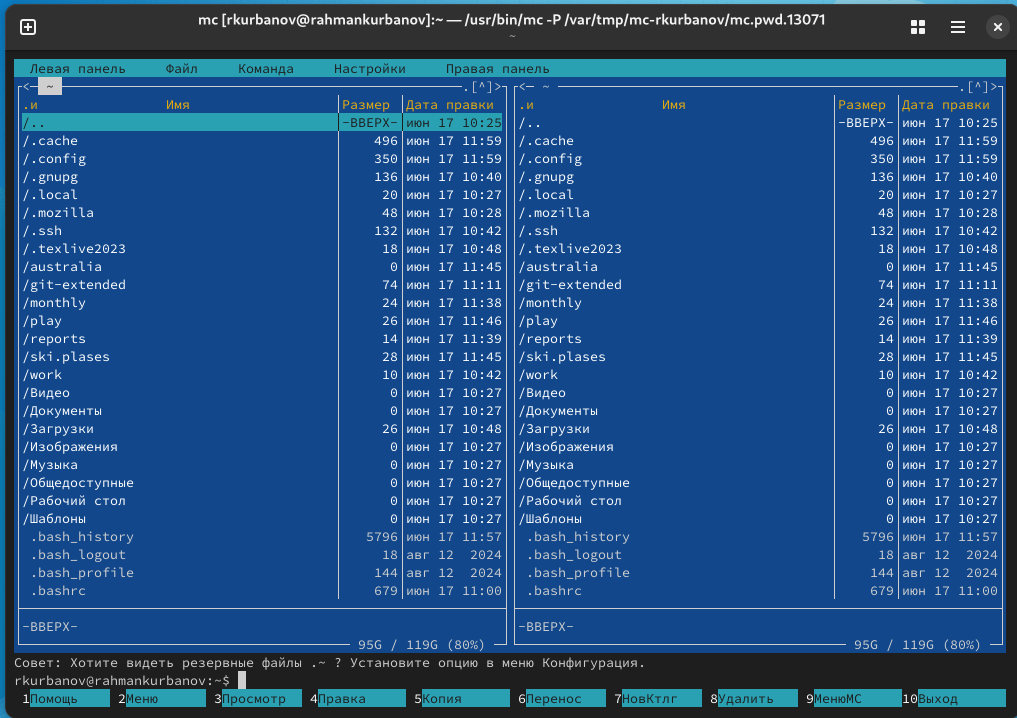 mc [rkurbanov@rahmankurbanov]:~ — /usr/bin/mc -P /var/tmp/mc-rkurbanov/mc.pwd.13071
~
Левая панель Файл Команда Настройки Правая панель
<─ ~ .[^]> <─ ~ .[^]>
.и Имя Размер Дата правки .и Имя Размер Дата правки
/.. -ВВЕРХ- июн 17 10:25 /.. -ВВЕРХ- июн 17 10:25
/.cache 496 июн 17 11:59 /.cache 496 июн 17 11:59
/.config 350 июн 17 11:59 /.config 350 июн 17 11:59
/.gnupg 136 июн 17 10:40 /.gnupg 136 июн 17 10:40
/.local 20 июн 17 10:27 /.local 20 июн 17 10:27
/.mozilla 48 июн 17 10:28 /.mozilla 48 июн 17 10:28
/.ssh 132 июн 17 10:42 /.ssh 132 июн 17 10:42
/.texlive2023 18 июн 17 10:48 /.texlive2023 18 июн 17 10:48
/australia 0 июн 17 11:45 /australia 0 июн 17 11:45
/git-extended 74 июн 17 11:11 /git-extended 74 июн 17 11:11
/monthly 24 июн 17 11:38 /monthly 24 июн 17 11:38
/play 26 июн 17 11:46 /play 26 июн 17 11:46
/reports 14 июн 17 11:39 /reports 14 июн 17 11:39
/ski.plases 28 июн 17 11:45 /ski.plases 28 июн 17 11:45
/work 10 июн 17 10:42 /work 10 июн 17 10:42
/Видео 0 июн 17 10:27 /Видео 0 июн 17 10:27
/Документы 0 июн 17 10:27 /Документы 0 июн 17 10:27
/Загрузки 26 июн 17 10:48 /Загрузки 26 июн 17 10:48
/Изображения 0 июн 17 10:27 /Изображения 0 июн 17 10:27
/Музыка 0 июн 17 10:27 /Музыка 0 июн 17 10:27
/Общедоступные 0 июн 17 10:27 /Общедоступные 0 июн 17 10:27
/Рабочий стол 0 июн 17 10:27 /Рабочий стол 0 июн 17 10:27
/Шаблоны 0 июн 17 10:27 /Шаблоны 0 июн 17 10:27
.bash_history 5796 июн 17 11:57 .bash_history 5796 июн 17 11:57
.bash_logout 18 авг 12 2024 .bash_logout 18 авг 12 2024
.bash_profile 144 авг 12 2024 .bash_profile 144 авг 12 2024
.bashrc 679 июн 17 11:00 .bashrc 679 июн 17 11:00
-ВВЕРХ- -ВВЕРХ-
95G / 119G (80%) 95G / 119G (80%)
Совет: Хотите видеть резервные файлы .~ ? Установите опцию в меню Конфигурация.
rkurbanov@rahmankurbanov:~$
1Помощь 2Меню 3Просмотр 4Правка 5Копия 6Перенос 7НовКтлг 8Удалить 9МенюМС 10Выход